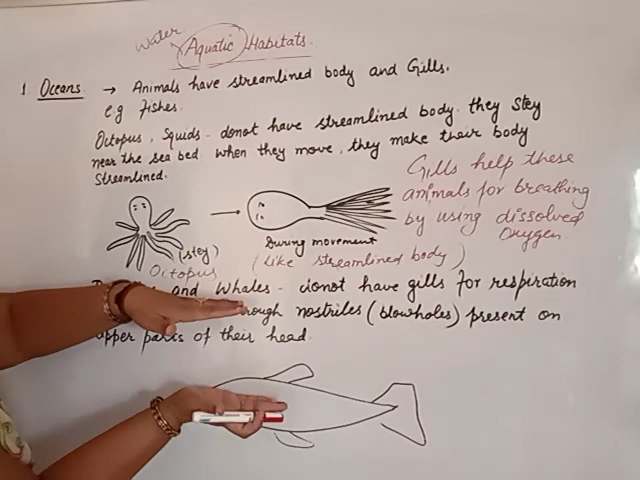 Water
Aquatic Habitats.
1. Oceans → Animals have streamlined body and Gills.
e.g Fishes.
Octopus, Squids - donot have streamlined body. they stey
near the sea bed. When they move, they make their body
Streamlined.
Gills help these
animals for breathing
by using dissolved
Oxygen
(stey)
Octopus
During movement
(Like streamlined body)
and Whales - donot have gills for respiration
nostriles (blowholes) present on
upper parts of their head.